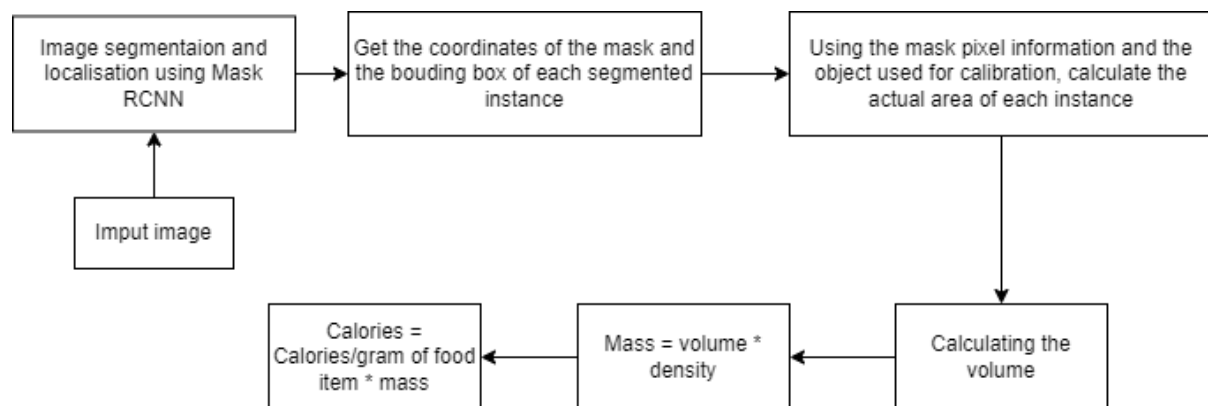 Image segmentaion and
localisation using Mask
RCNN
Get the coordinates of the mask and
the bouding box of each segmented
instance
Using the mask pixel information and the
object used for calibration, calculate the
actual area of each instance
Imput image
Calories =
Calories/gram of food
item * mass
Mass = volume *
density
Calculating the
volume